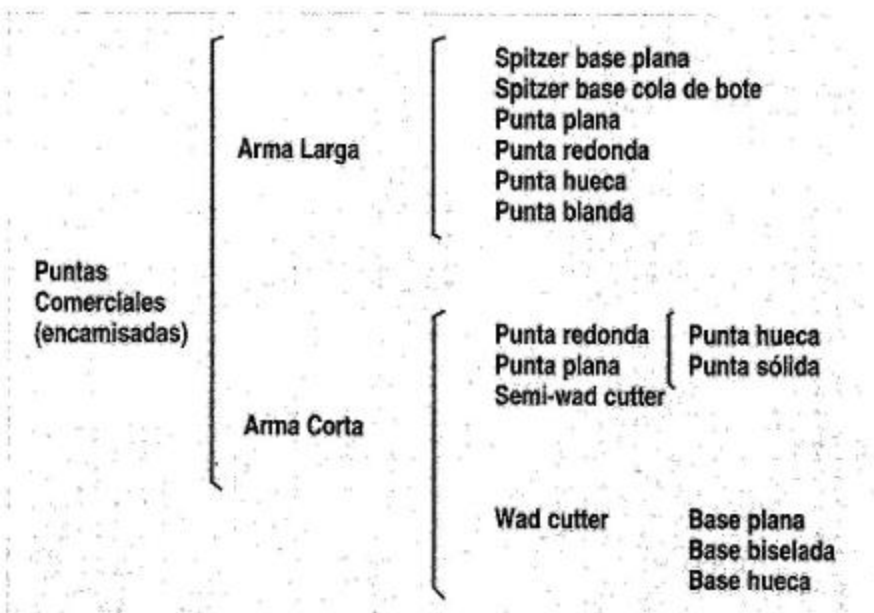 Puntas
Comerciales
(encamisadas)
Arma Larga
Spitzer base plana
Spitzer base cola de bote
Punta plana
Punta redonda
Punta hueca
Punta blanda
Arma Corta
Punta redonda
Punta plana
Semi-wad cutter
Punta hueca
Punta sólida
Wad cutter
Base plana
Base biselada
Base hueca